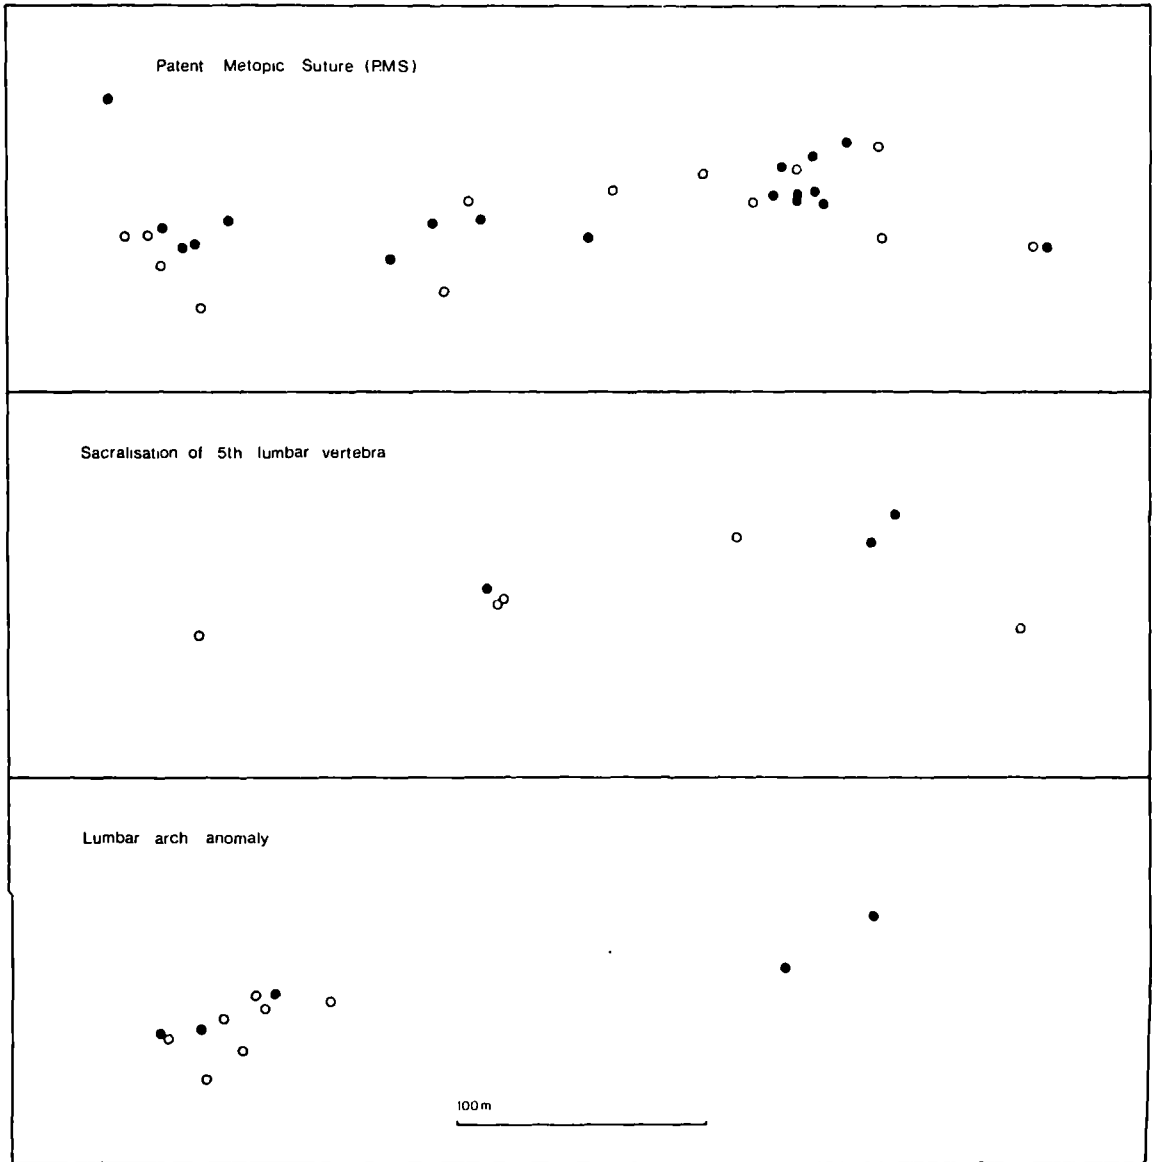 Patent Metopic Suture (PMS)
Sacralisation of 5th lumbar vertebra
Lumbar arch anomaly
100m